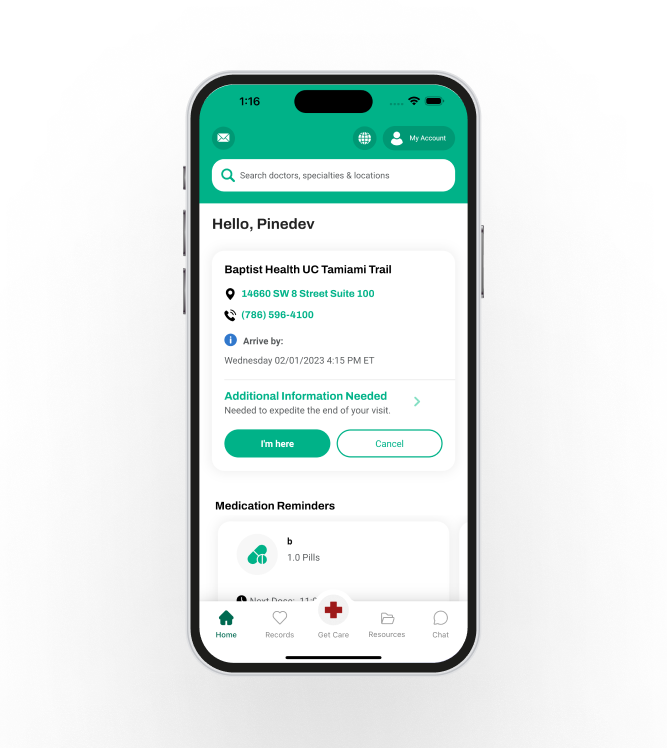 1:16
My Account
Search doctors, specialties & locations
Hello, Pinedev
Baptist Health UC Tamiami Trail
14660 SW 8 Street Suite 100
(786) 596-4100
Arrive by:
Wednesday 02/01/2023 4:15 PM ET
Additional Information Needed
Needed to expedite the end of your visit.
I'm here
Cancel
Medication Reminders
b
1.0 Pills
Next Dose:
Home
Records
Get Care
Resources
Chat